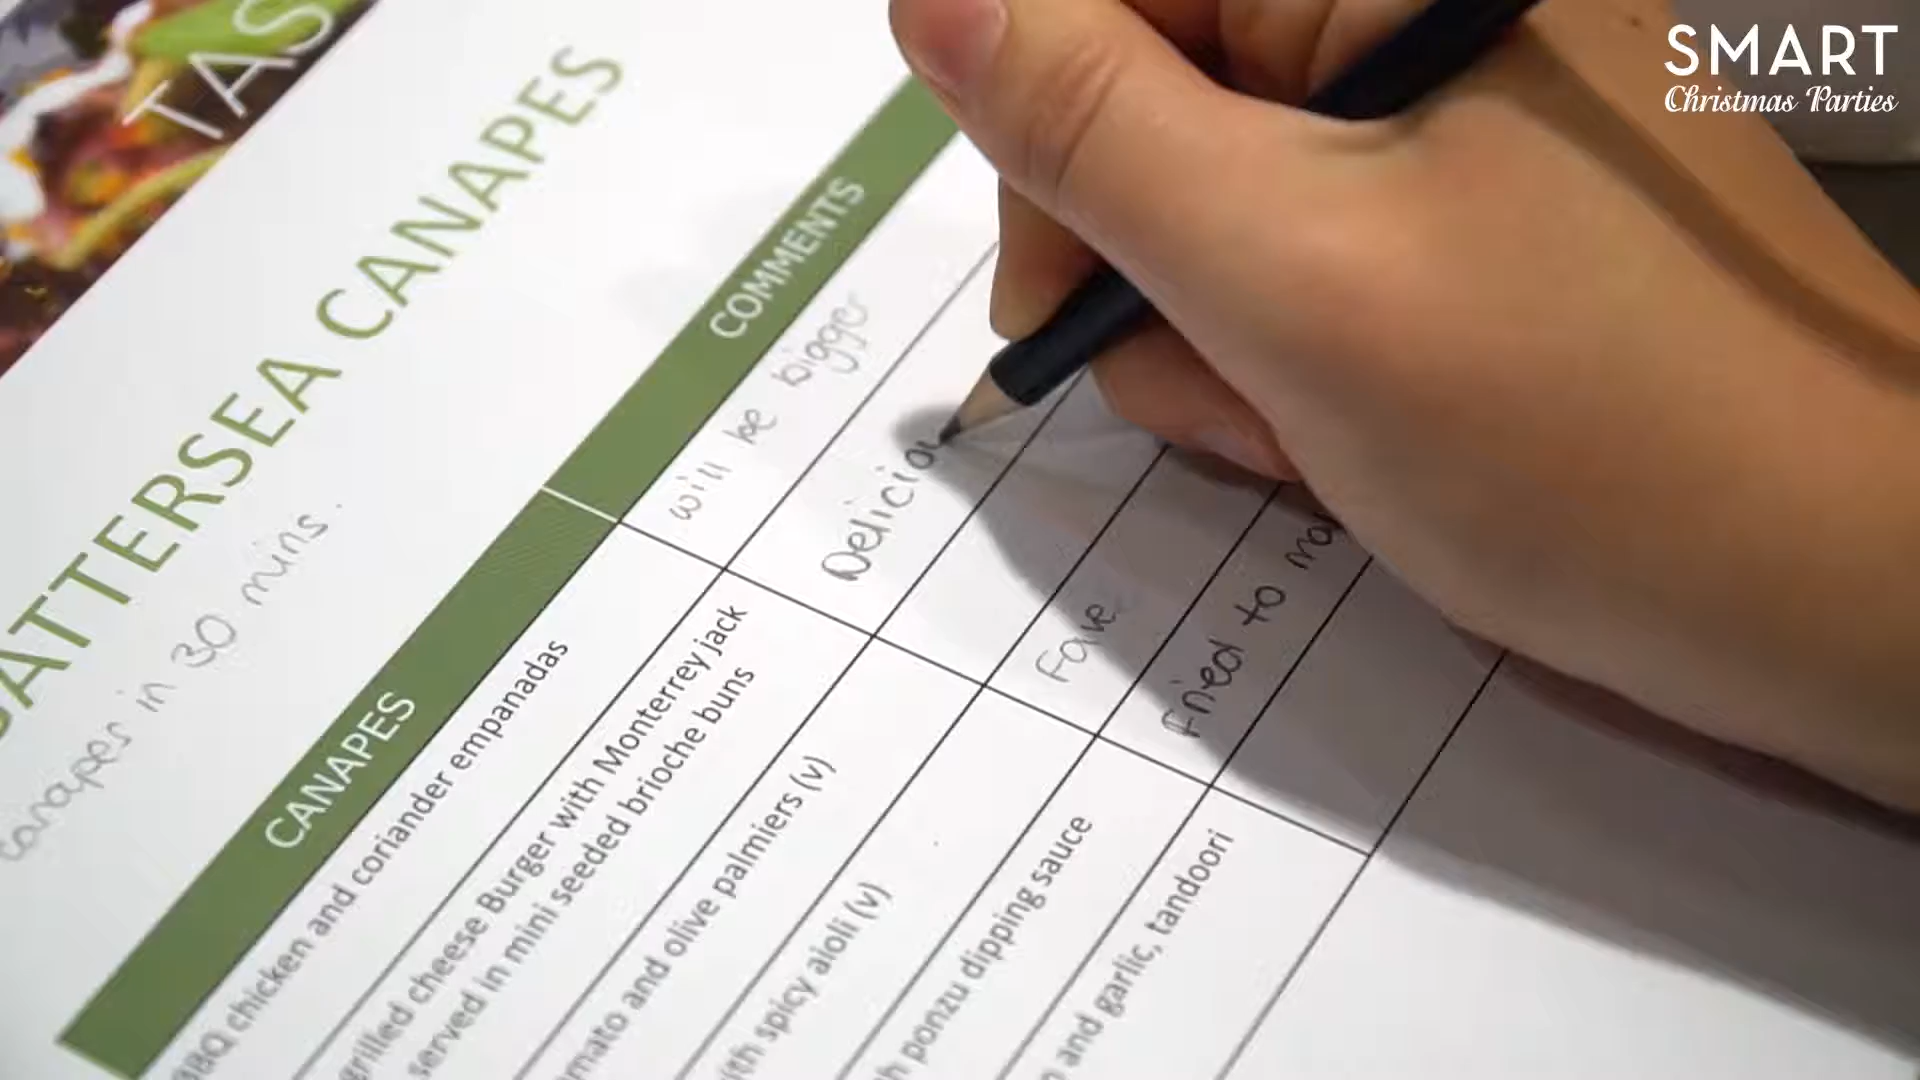 SMART
Christmas Parties
TAS
BATTERSEA CANAPES
canapes in 30 mins.
CANAPES
COMMENTS
BBQ chicken and coriander empanadas
will be bigger
grilled cheese Burger with Monterrey jack
served in mini seeded brioche buns
Deliciou
and olive palmiers (v)
with spicy aioli (v)
Fave
ponzu dipping sauce
fried to
and garlic, tandoori